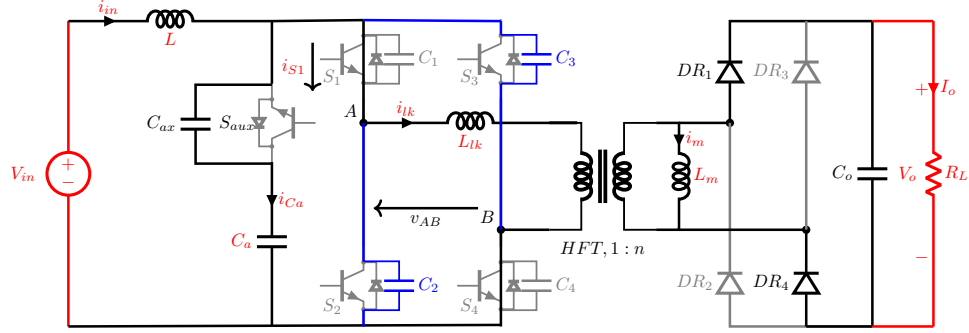 i_in
L
i_S1
S_1
C_1
S_3
C_3
DR_1
DR_3
I_o
+
A
i_lk
C_ax
S_aux
L_lk
i_m
V_in
+
−
L_m
C_o
V_o
R_L
i_Ca
v_AB
B
C_a
HFT, 1 : n
−
S_2
C_2
S_4
C_4
DR_2
DR_4